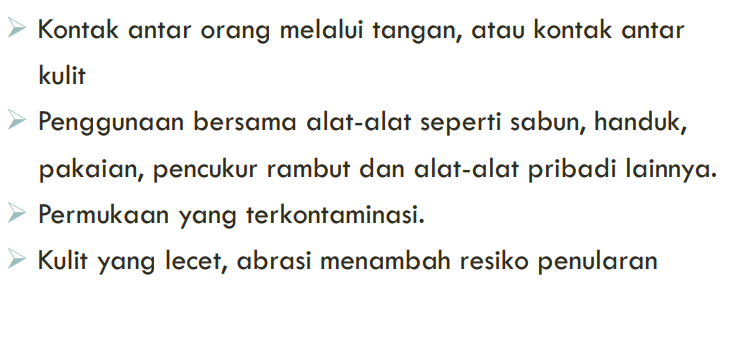 Kontak antar orang melalui tangan, atau kontak antar
kulit
Penggunaan bersama alat-alat seperti sabun, handuk,
pakaian, pencukur rambut dan alat-alat pribadi lainnya.
Permukaan yang terkontaminasi.
Kulit yang lecet, abrasi menambah resiko penularan